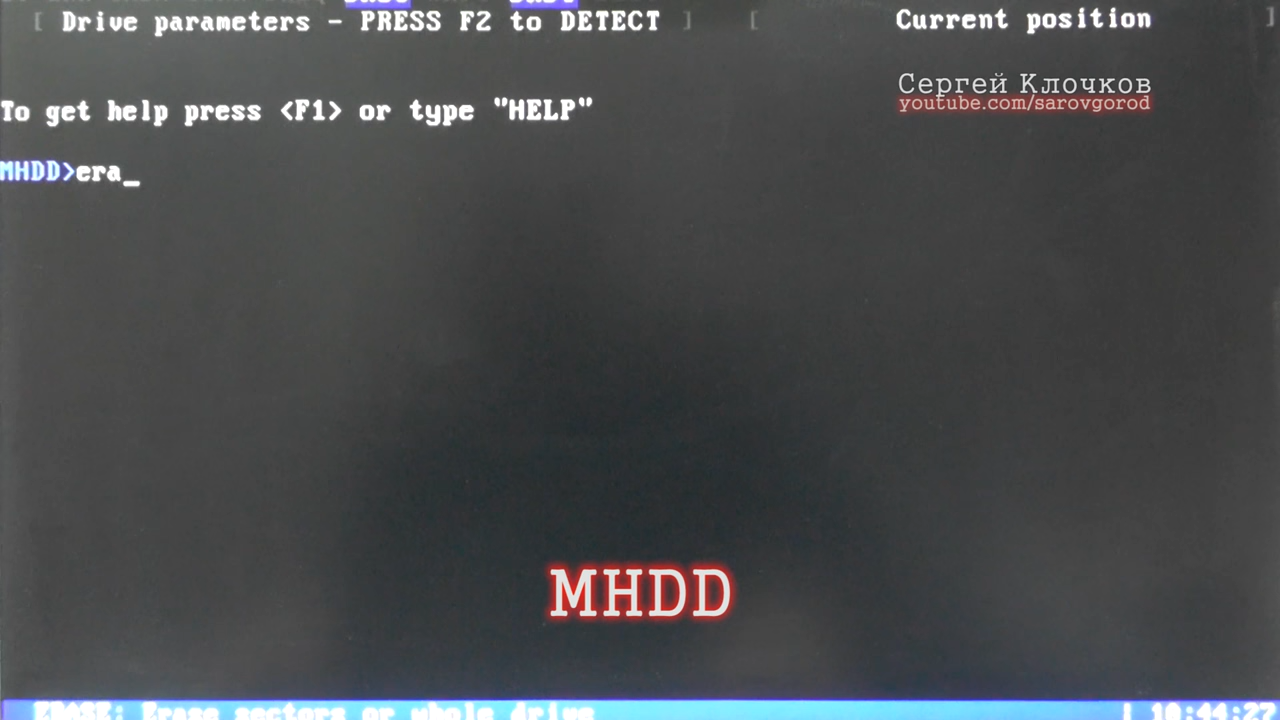 [ Drive parameters - PRESS F2 to DETECT ] [ Current position ]
Сергей Клочков
youtube.com/sarovgorod
To get help press <F1> or type "HELP"
MHDD>era_
MHDD
ERASE: Erase sectors or whole drive | 10:44:27